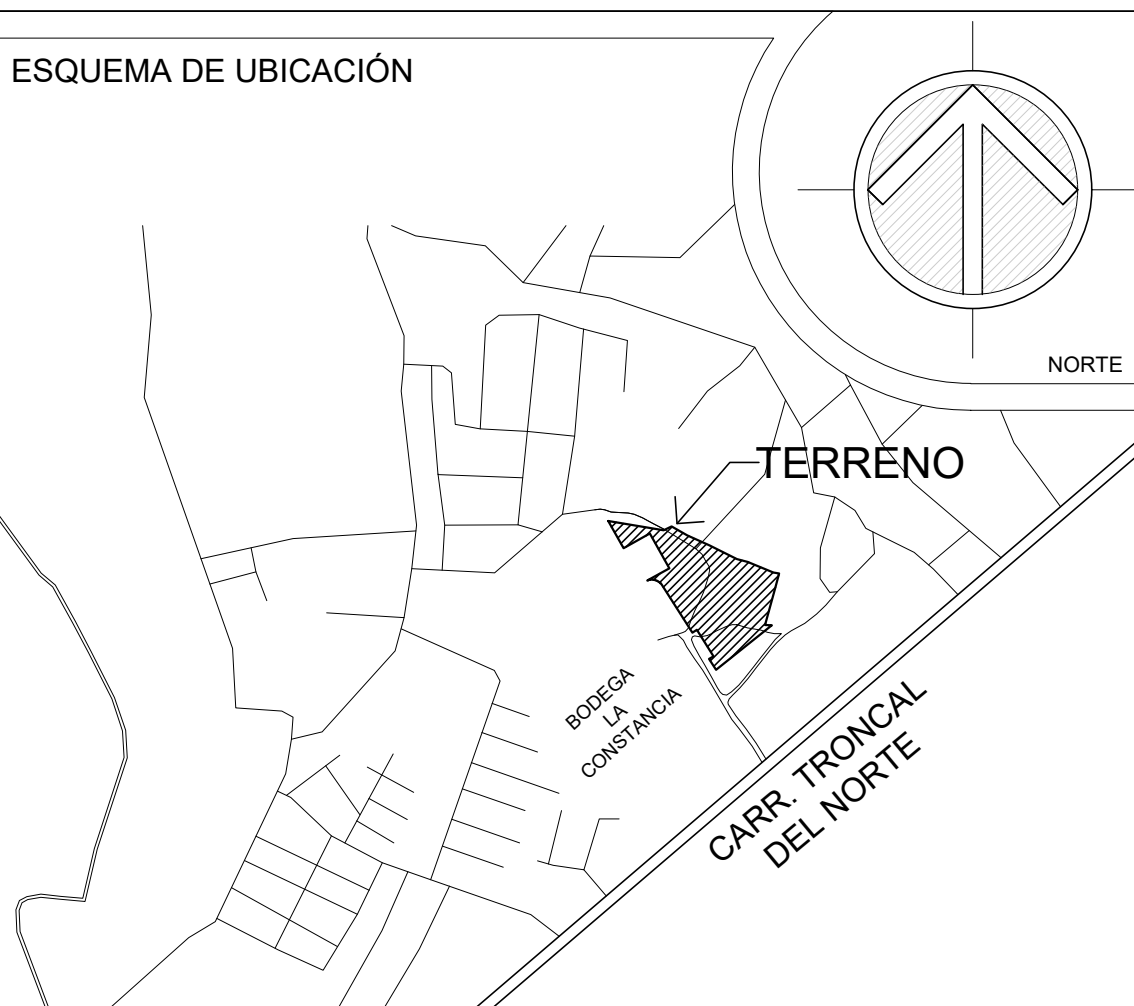 ESQUEMA DE UBICACIÓN
NORTE
TERRENO
BODEGA
LA
CONSTANCIA
CARR. TRONCAL
DEL NORTE